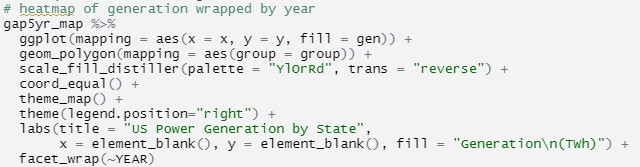 # heatmap of generation wrapped by year
gap5yr_map %>%
  ggplot(mapping = aes(x = x, y = y, fill = gen)) +
  geom_polygon(mapping = aes(group = group)) +
  scale_fill_distiller(palette = "YlOrRd", trans = "reverse") +
  coord_equal() +
  theme_map() +
  theme(legend.position="right") +
  labs(title = "US Power Generation by State",
       x = element_blank(), y = element_blank(), fill = "Generation\n(TWh)") +
  facet_wrap(~YEAR)